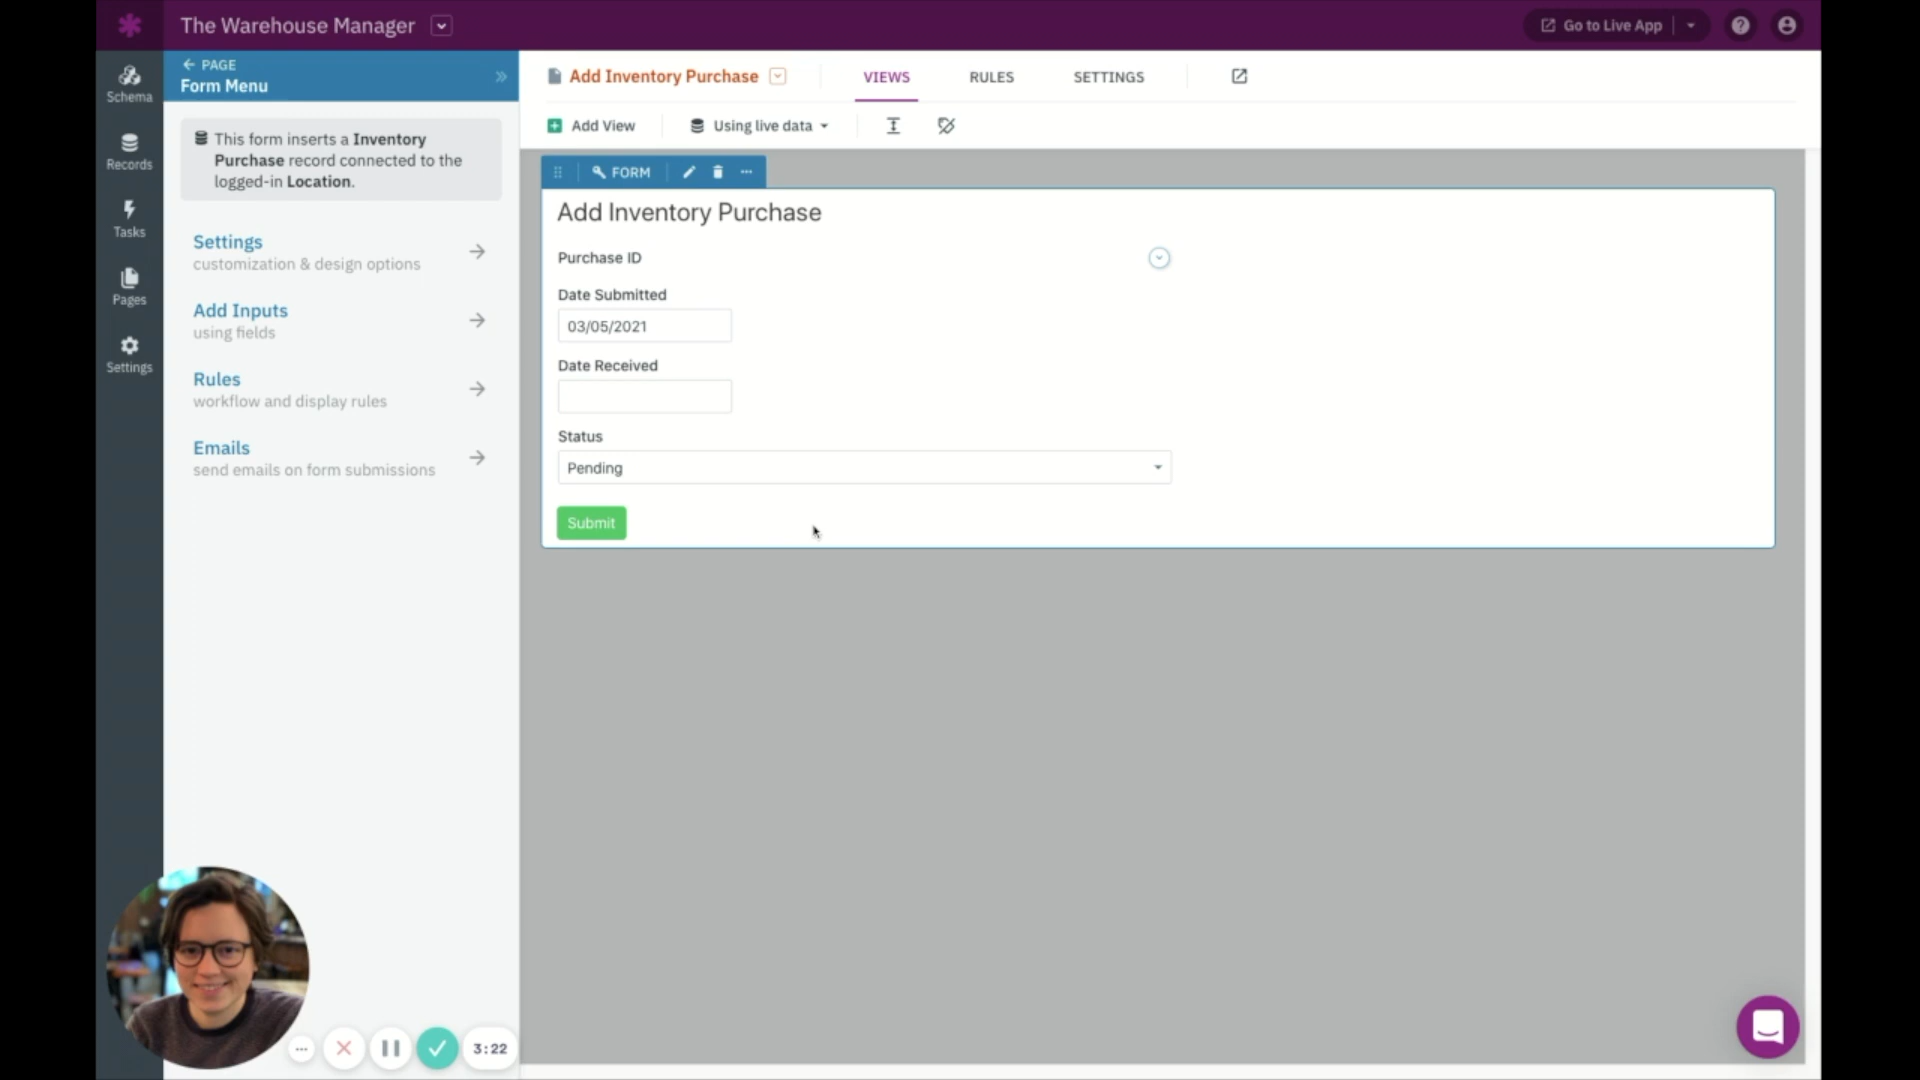 The Warehouse Manager
Go to Live App
Schema
Records
Tasks
Pages
Settings
PAGE
Form Menu
This form inserts a Inventory
Purchase record connected to the
logged-in Location.
Settings
customization & design options
Add Inputs
using fields
Rules
workflow and display rules
Emails
send emails on form submissions
Add Inventory Purchase
VIEWS
RULES
SETTINGS
Add View
Using live data
FORM
Add Inventory Purchase
Purchase ID
Date Submitted
03/05/2021
Date Received
Status
Pending
Submit
3:22